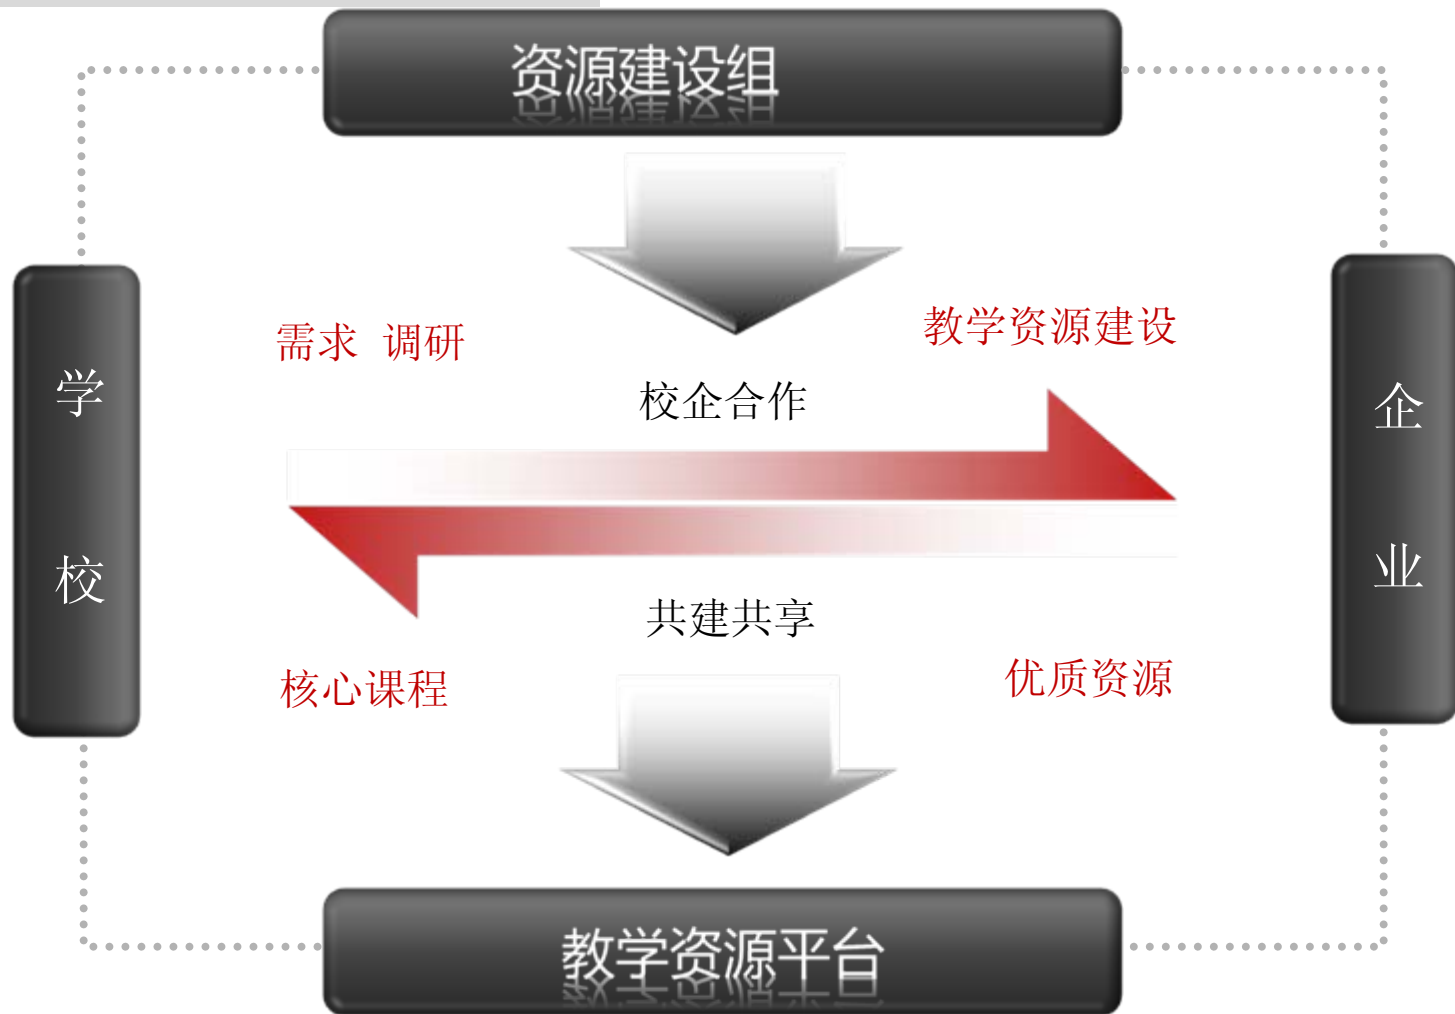 资源建设组
需求 调研
教学资源建设
校企合作
学校
企业
共建共享
核心课程
优质资源
教学资源平台